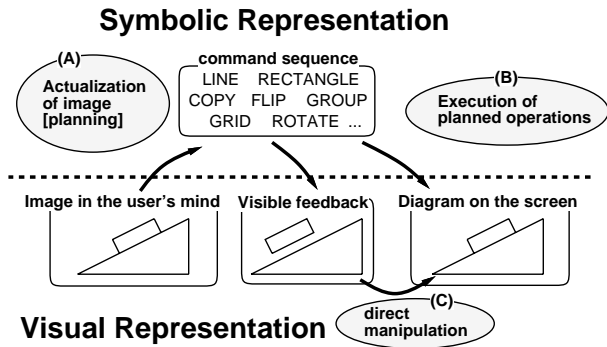 Symbolic Representation
(A)
Actualization
of image
[planning]
command sequence
LINE RECTANGLE
COPY FLIP GROUP
GRID ROTATE ...
(B)
Execution of
planned operations
Image in the user's mind
Visible feedback
Diagram on the screen
Visual Representation
(C)
direct
manipulation